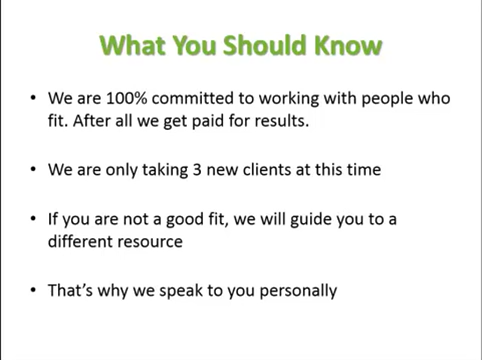 What You Should Know
• We are 100% committed to working with people who
fit. After all we get paid for results.
• We are only taking 3 new clients at this time
• If you are not a good fit, we will guide you to a
different resource
• That's why we speak to you personally